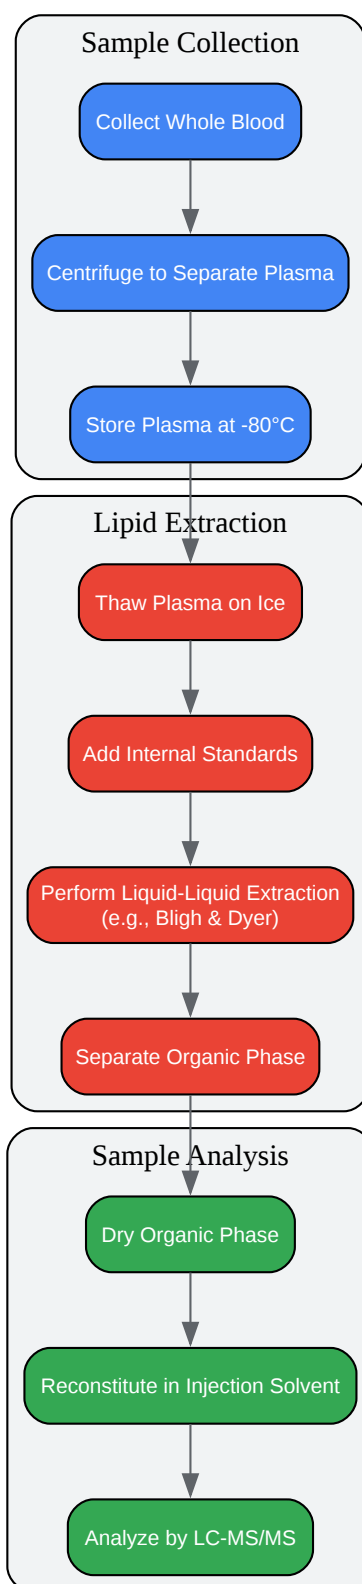 Sample Collection
Collect Whole Blood
Centrifuge to Separate Plasma
Store Plasma at -80°C
Lipid Extraction
Thaw Plasma on Ice
Add Internal Standards
Perform Liquid-Liquid Extraction
(e.g., Bligh & Dyer)
Separate Organic Phase
Sample Analysis
Dry Organic Phase
Reconstitute in Injection Solvent
Analyze by LC-MS/MS